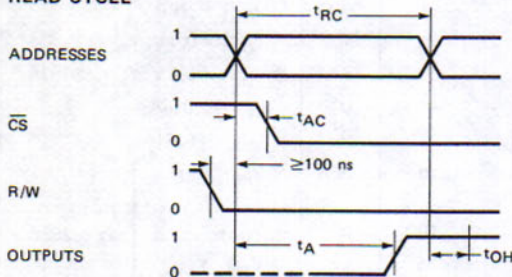 READ CYCLE
tRC
ADDRESSES
1
0
CS
1
0
tAC
R/W
1
0
≥100 ns
OUTPUTS
1
0
tA
tOH